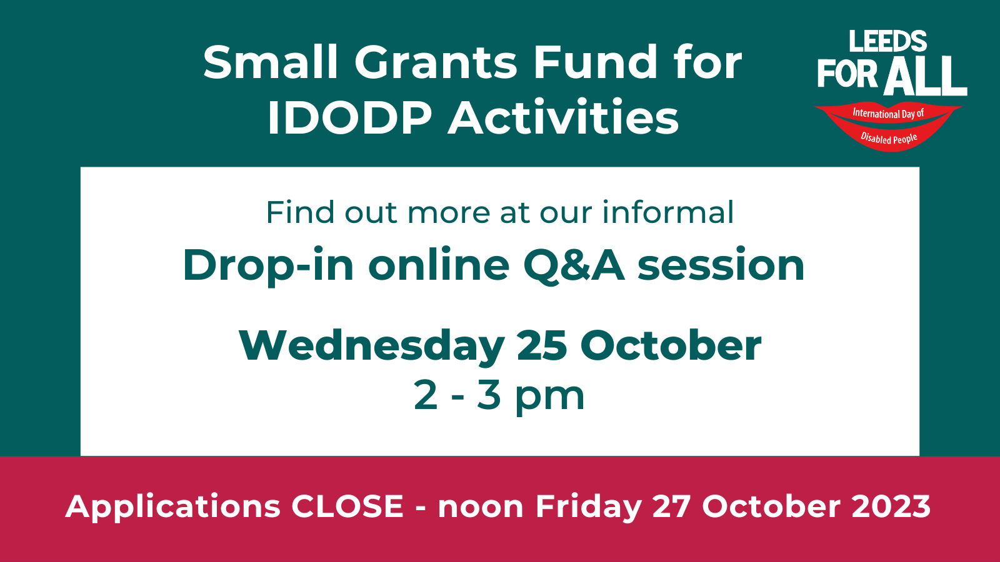 Small Grants Fund for
IDODP Activities
LEEDS
FOR ALL
International Day of
Disabled People
Find out more at our informal
Drop-in online Q&A session
Wednesday 25 October
2 - 3 pm
Applications CLOSE - noon Friday 27 October 2023